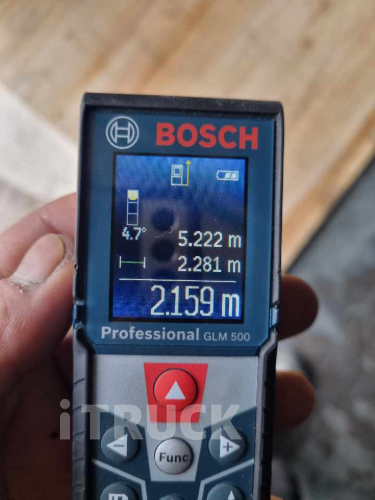 BOSCH
4.7°
5.222 m
2.281 m
2.159 m
Professional GLM 500
iTRUCK
− Func +